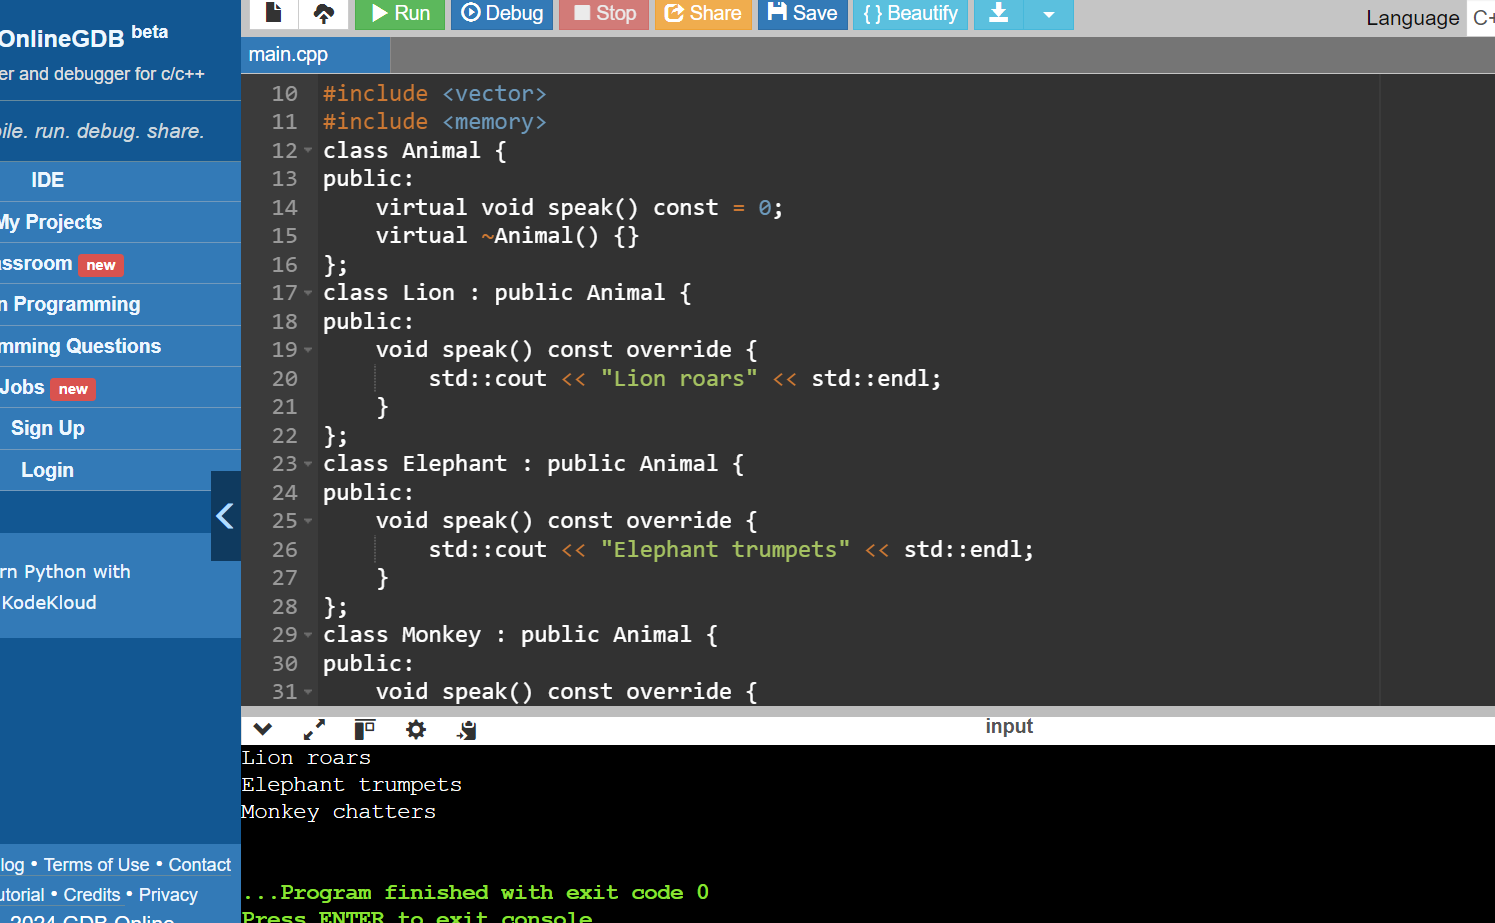 Run Debug Stop Share Save { } Beautify Language
OnlineGDB beta
er and debugger for c/c++
ile. run. debug. share.
IDE
My Projects
assroom new
n Programming
mming Questions
Jobs new
Sign Up
Login
rn Python with
KodeKloud
log • Terms of Use • Contact
utorial • Credits • Privacy
2024 GDB Online
main.cpp
10 #include <vector>
11 #include <memory>
12 class Animal {
13 public:
14     virtual void speak() const = 0;
15     virtual ~Animal() {}
16 };
17 class Lion : public Animal {
18 public:
19     void speak() const override {
20         std::cout << "Lion roars" << std::endl;
21     }
22 };
23 class Elephant : public Animal {
24 public:
25     void speak() const override {
26         std::cout << "Elephant trumpets" << std::endl;
27     }
28 };
29 class Monkey : public Animal {
30 public:
31     void speak() const override {
input
Lion roars
Elephant trumpets
Monkey chatters
...Program finished with exit code 0
Press ENTER to exit console